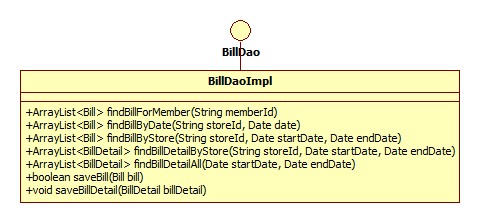 BillDao
BillDaoImpl
+ArrayList<Bill> findBillForMember(String memberId)
+ArrayList<Bill> findBillByDate(String storeId, Date date)
+ArrayList<Bill> findBillByStore(String storeId, Date startDate, Date endDate)
+ArrayList<BillDetail> findBillDetailByStore(String storeId, Date startDate, Date endDate)
+ArrayList<BillDetail> findBillDetailAll(Date startDate, Date endDate)
+boolean saveBill(Bill bill)
+void saveBillDetail(BillDetail billDetail)